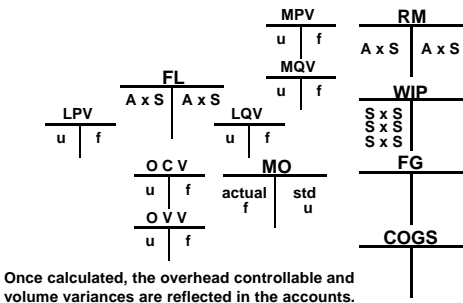 MPV RM
u f
A x S A x S
MQV
FL
u f
WIP
A x S A x S
LPV LQV
S x S
S x S
S x S
u f u f
O C V MO FG
u f
actual std
f u
O V V
u f
COGS
Once calculated, the overhead controllable and
volume variances are reflected in the accounts.